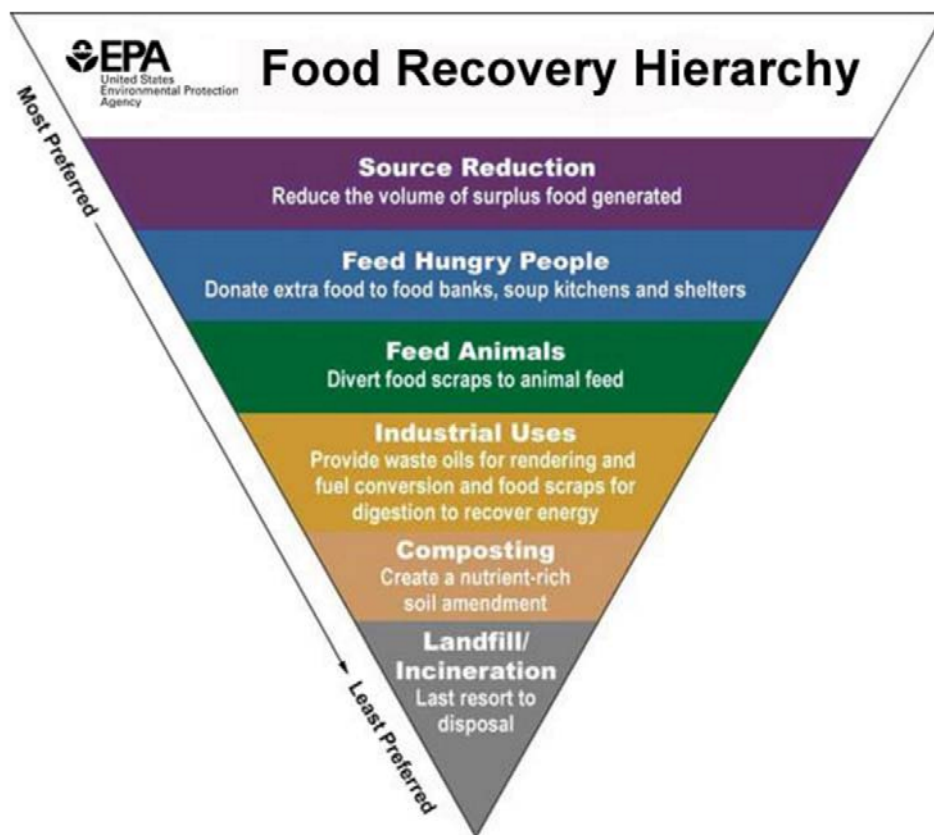 EPA
United States
Environmental Protection
Agency
Food Recovery Hierarchy
Most Preferred
Source Reduction
Reduce the volume of surplus food generated
Feed Hungry People
Donate extra food to food banks, soup kitchens and shelters
Feed Animals
Divert food scraps to animal feed
Industrial Uses
Provide waste oils for rendering and
fuel conversion and food scraps for
digestion to recover energy
Composting
Create a nutrient-rich
soil amendment
Landfill/
Incineration
Last resort to
disposal
Least Preferred